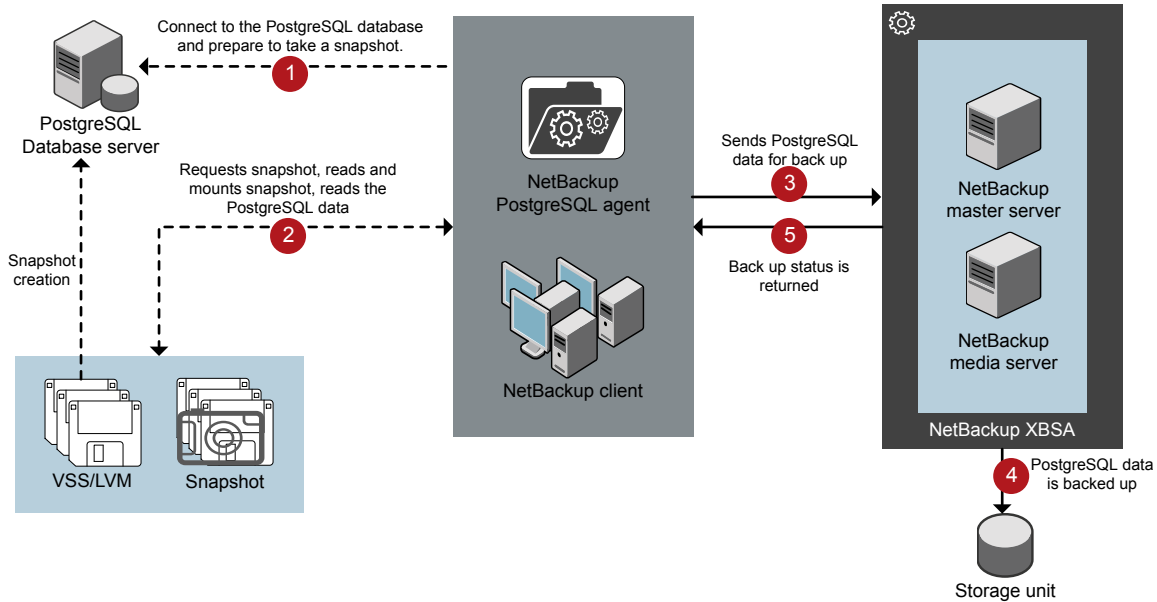 Connect to the PostgreSQL database
and prepare to take a snapshot.
1
PostgreSQL
Database server
Requests snapshot, reads and
mounts snapshot, reads the
PostgreSQL data
2
Snapshot
creation
VSS/LVM
Snapshot
NetBackup
PostgreSQL agent
NetBackup client
Sends PostgreSQL
data for back up
3
5
Back up status is
returned
NetBackup
master server
NetBackup
media server
NetBackup XBSA
4
PostgreSQL data
is backed up
Storage unit